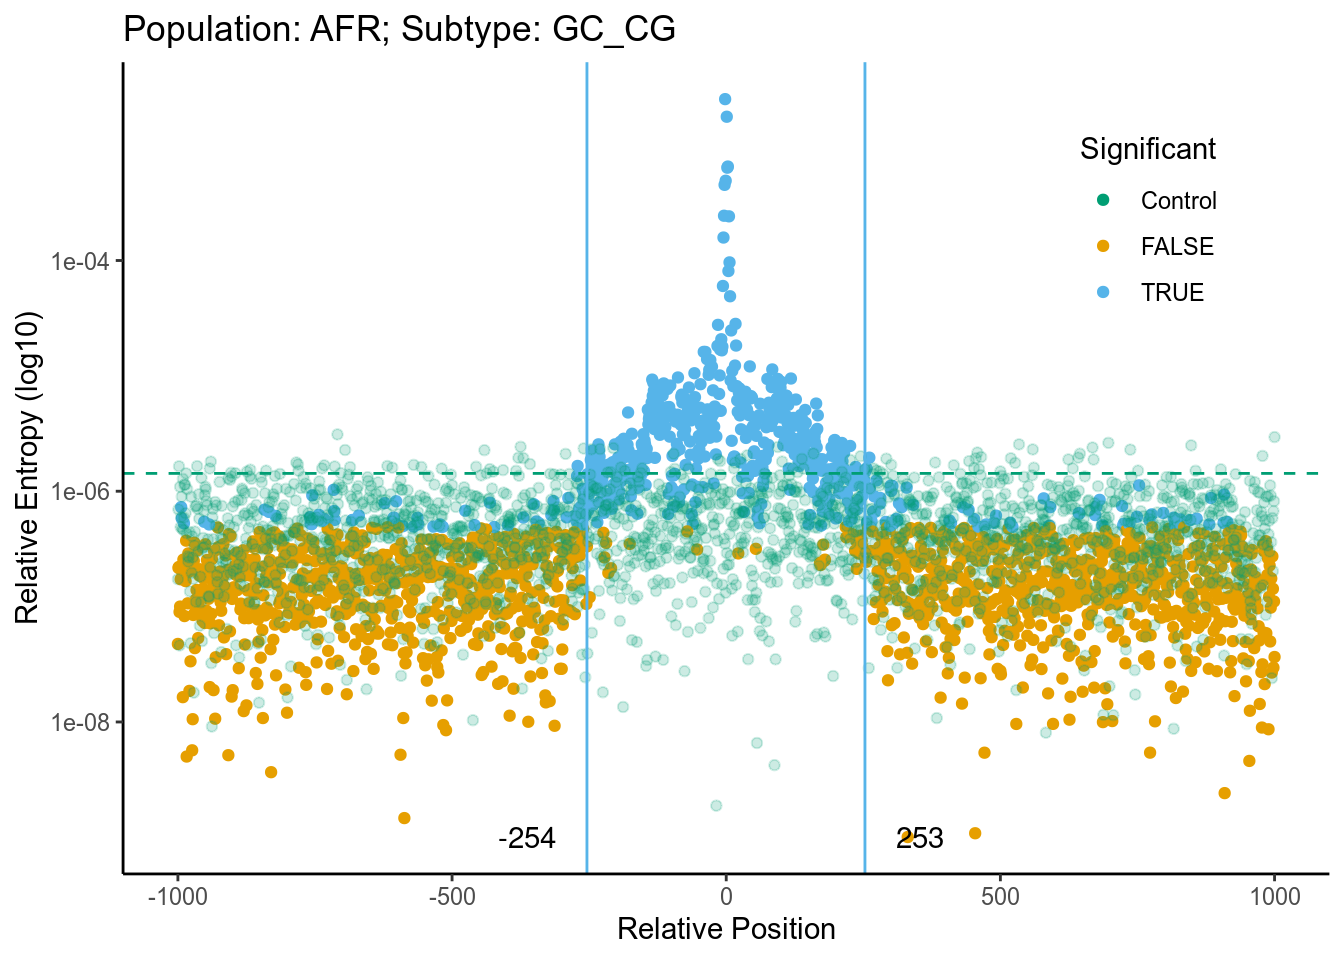 Population: AFR; Subtype: GC_CG
Significant
Control
FALSE
TRUE
Relative Entropy (log10)
1e-04
1e-06
1e-08
-254
253
-1000
-500
0
500
1000
Relative Position